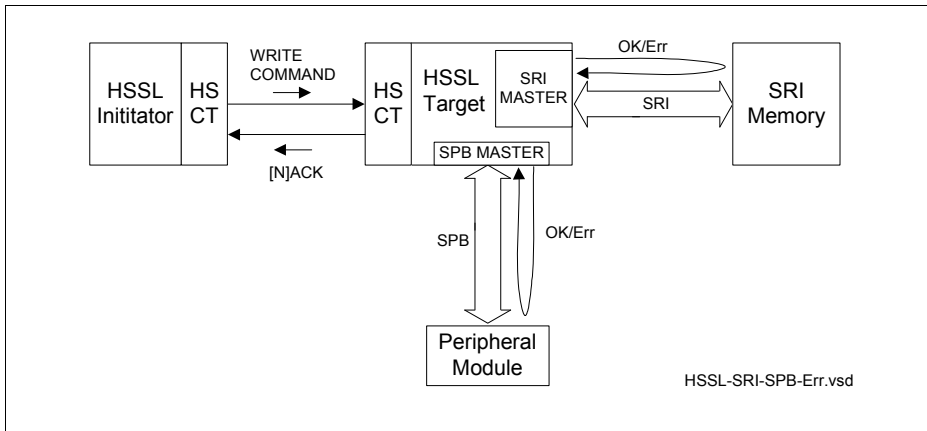 HSSL
Inititator
HS
CT
WRITE
COMMAND
[N]ACK
HS
CT
HSSL
Target
SRI
MASTER
SPB MASTER
OK/Err
SRI
SRI
Memory
SPB
OK/Err
Peripheral
Module
HSSL-SRI-SPB-Err.vsd